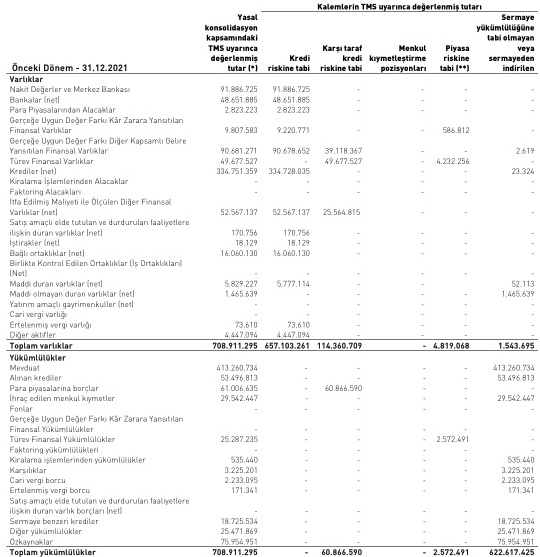 Kalemlerin TMS uyarınca değerlenmiş tutarı
Önceki Dönem - 31.12.2021 Yasal konsolidasyon kapsamındaki TMS uyarınca değerlenmiş tutar (*) Kredi riskine tabi Karşı taraf kredi riskine tabi Menkul kıymetleştirme pozisyonları Piyasa riskine tabi (**) Sermaye yükümlülüğüne tabi olmayan veya sermayeden indirilen
Varlıklar
Nakit Değerler ve Merkez Bankası 91.886.725 91.886.725 - - - -
Bankalar (net) 48.651.885 48.651.885 - - - -
Para Piyasalarından Alacaklar 2.823.223 2.823.223 - - - -
Gerçeğe Uygun Değer Farkı Kâr Zarara Yansıtılan
Finansal Varlıklar 9.807.583 9.220.771 - - 586.812 -
Gerçeğe Uygun Değer Farkı Diğer Kapsamlı Gelire
Yansıtılan Finansal Varlıklar 90.681.271 90.678.652 39.118.367 - - 2.619
Türev Finansal Varlıklar 49.677.527 - 49.677.527 - 4.232.256 -
Krediler (net) 334.751.359 334.728.035 - - - 23.324
Kiralama İşlemlerinden Alacaklar - - - - - -
Faktoring Alacakları - - - - - -
İtfa Edilmiş Maliyeti ile Ölçülen Diğer Finansal
Varlıklar (net) 52.567.137 52.567.137 25.564.815 - - -
Satış amaçlı elde tutulan ve durdurulan faaliyetlere
ilişkin duran varlıklar (net) 170.756 170.756 - - - -
İştirakler (net) 18.129 18.129 - - - -
Bağlı ortaklıklar (net) 16.060.130 16.060.130 - - - -
Birlikte Kontrol Edilen Ortaklıklar (İş Ortaklıkları)
(Net) - - - - - -
Maddi duran varlıklar (net) 5.829.227 5.777.114 - - - 52.113
Maddi olmayan duran varlıklar (net) 1.465.639 - - - - 1.465.639
Yatırım amaçlı gayrimenkuller (net) - - - - - -
Cari vergi varlığı - - - - - -
Ertelenmiş vergi varlığı 73.610 73.610 - - - -
Diğer aktifler 4.447.094 4.447.094 - - - -
Toplam varlıklar 708.911.295 657.103.261 114.360.709 - 4.819.068 1.543.695
Yükümlülükler
Mevduat 413.260.734 - - - - 413.260.734
Alınan krediler 53.496.813 - - - - 53.496.813
Para piyasalarına borçlar 61.006.635 - 60.866.590 - - -
İhraç edilen menkul kıymetler 29.542.447 - - - - 29.542.447
Fonlar - - - - - -
Gerçeğe Uygun Değer Farkı Kâr Zarara Yansıtılan
Finansal Yükümlülükler - - - - - -
Türev Finansal Yükümlülükler 25.287.235 - - - 2.572.491 -
Faktoring yükümlülükleri - - - - - -
Kiralama işlemlerinden yükümlülükler 535.440 - - - - 535.440
Karşılıklar 3.225.201 - - - - 3.225.201
Cari vergi borcu 2.233.095 - - - - 2.233.095
Ertelenmiş vergi borcu 171.341 - - - - 171.341
Satış amaçlı elde tutulan ve durdurulan faaliyetlere
ilişkin duran varlık borçları (net) - - - - - -
Sermaye benzeri krediler 18.725.534 - - - - 18.725.534
Diğer yükümlülükler 25.471.869 - - - - 25.471.869
Özkaynaklar 75.954.951 - - - - 75.954.951
Toplam yükümlülükler 708.911.295 - 60.866.590 - 2.572.491 622.617.425